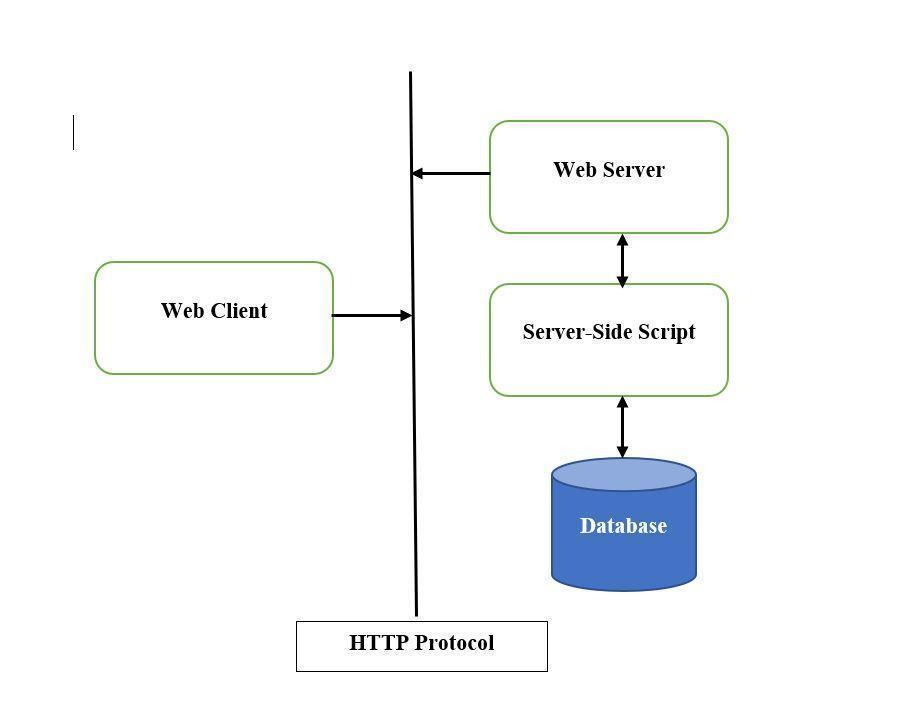 Web Server
Web Client
Server-Side Script
Database
HTTP Protocol